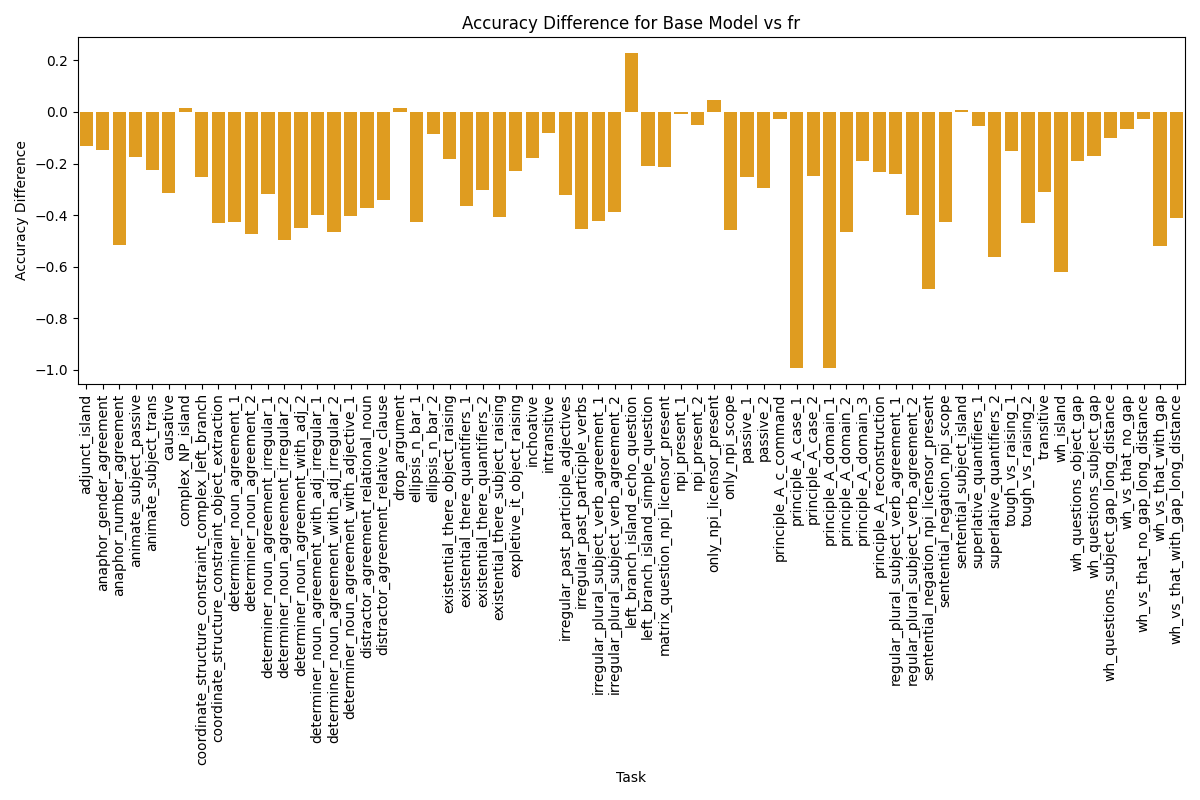 Accuracy Difference for Base Model vs fr
Accuracy Difference
0.2
0.0
−0.2
−0.4
−0.6
−0.8
−1.0
adjunct_island
anaphor_gender_agreement
anaphor_number_agreement
animate_subject_passive
animate_subject_trans
causative
complex_NP_island
coordinate_structure_constraint_complex_left_branch
coordinate_structure_constraint_object_extraction
determiner_noun_agreement_1
determiner_noun_agreement_2
determiner_noun_agreement_irregular_1
determiner_noun_agreement_irregular_2
determiner_noun_agreement_with_adj_2
determiner_noun_agreement_with_adj_irregular_1
determiner_noun_agreement_with_adj_irregular_2
determiner_noun_agreement_with_adjective_1
distractor_agreement_relational_noun
distractor_agreement_relative_clause
drop_argument
ellipsis_n_bar_1
ellipsis_n_bar_2
existential_there_object_raising
existential_there_quantifiers_1
existential_there_quantifiers_2
existential_there_subject_raising
expletive_it_object_raising
inchoative
intransitive
irregular_past_participle_adjectives
irregular_past_participle_verbs
irregular_plural_subject_verb_agreement_1
irregular_plural_subject_verb_agreement_2
left_branch_island_echo_question
left_branch_island_simple_question
matrix_question_npi_licensor_present
npi_present_1
npi_present_2
only_npi_licensor_present
only_npi_scope
passive_1
passive_2
principle_A_c_command
principle_A_case_1
principle_A_case_2
principle_A_domain_1
principle_A_domain_2
principle_A_domain_3
principle_A_reconstruction
regular_plural_subject_verb_agreement_1
regular_plural_subject_verb_agreement_2
sentential_negation_npi_licensor_present
sentential_negation_npi_scope
sentential_subject_island
superlative_quantifiers_1
superlative_quantifiers_2
tough_vs_raising_1
tough_vs_raising_2
transitive
wh_island
wh_questions_object_gap
wh_questions_subject_gap
wh_questions_subject_gap_long_distance
wh_vs_that_no_gap
wh_vs_that_no_gap_long_distance
wh_vs_that_with_gap
wh_vs_that_with_gap_long_distance
Task